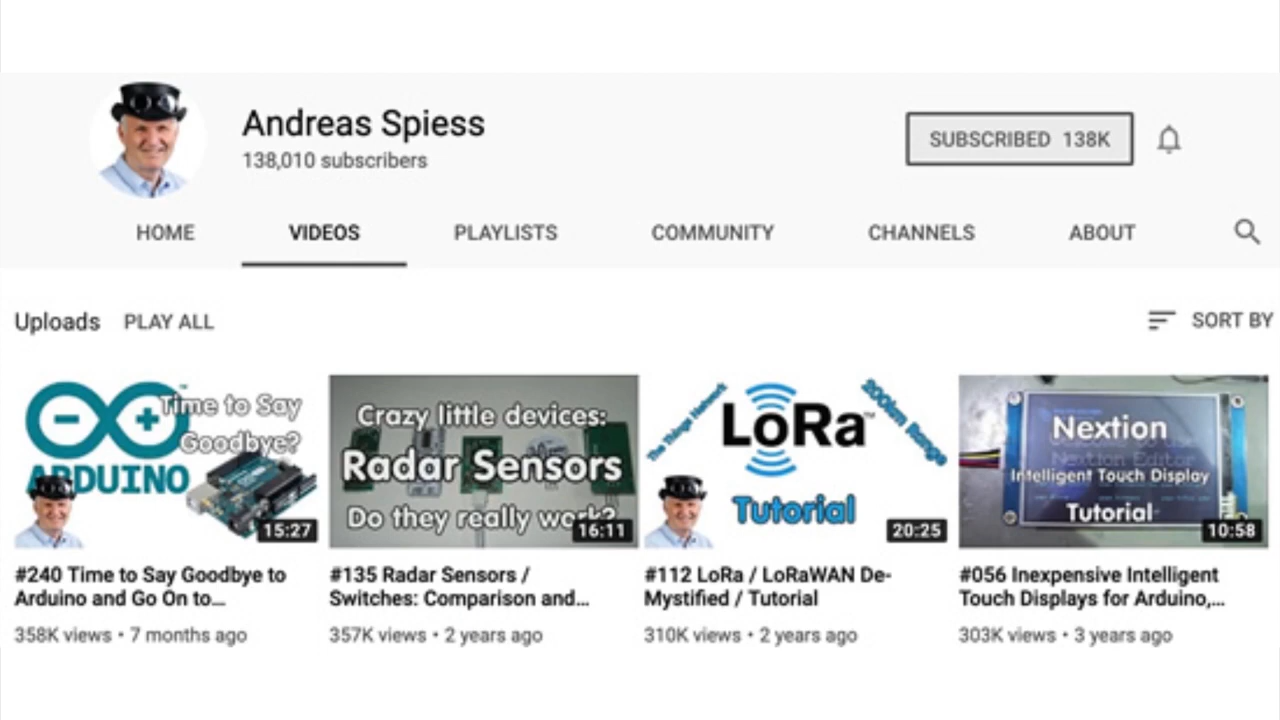 Andreas Spiess
138,010 subscribers
SUBSCRIBED 138K
HOME VIDEOS PLAYLISTS COMMUNITY CHANNELS ABOUT
Uploads PLAY ALL
SORT BY
ARDUINO
Time to Say
Goodbye?
15:27
Crazy little devices:
Radar Sensors
Do they really work?
16:11
The Things Network
LoRa™
200km Range
Tutorial
20:25
Nextion
Nextion Editor
Intelligent Touch Display
Tutorial
10:58
#240 Time to Say Goodbye to
Arduino and Go On to…
358K views • 7 months ago
#135 Radar Sensors /
Switches: Comparison and…
357K views • 2 years ago
#112 LoRa / LoRaWAN De-
Mystified / Tutorial
310K views • 2 years ago
#056 Inexpensive Intelligent
Touch Displays for Arduino,…
303K views • 3 years ago